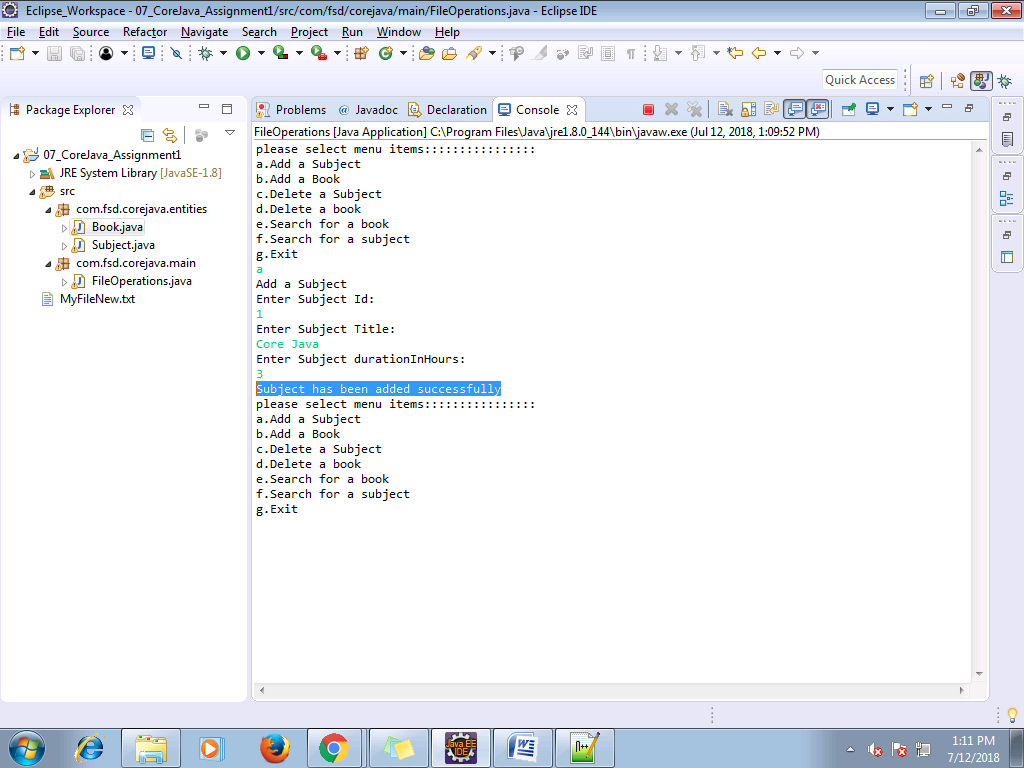 Eclipse_Workspace - 07_CoreJava_Assignment1/src/com/fsd/corejava/main/FileOperations.java - Eclipse IDE
File Edit Source Refactor Navigate Search Project Run Window Help
Quick Access
Package Explorer
07_CoreJava_Assignment1
JRE System Library [JavaSE-1.8]
src
com.fsd.corejava.entities
Book.java
Subject.java
com.fsd.corejava.main
FileOperations.java
MyFileNew.txt
Problems @ Javadoc Declaration Console
FileOperations [Java Application] C:\Program Files\Java\jre1.8.0_144\bin\javaw.exe (Jul 12, 2018, 1:09:52 PM)
please select menu items::::::::::::::::
a.Add a Subject
b.Add a Book
c.Delete a Subject
d.Delete a book
e.Search for a book
f.Search for a subject
g.Exit
a
Add a Subject
Enter Subject Id:
1
Enter Subject Title:
Core Java
Enter Subject durationInHours:
3
Subject has been added successfully
please select menu items::::::::::::::::
a.Add a Subject
b.Add a Book
c.Delete a Subject
d.Delete a book
e.Search for a book
f.Search for a subject
g.Exit
Java EE
IDE
1:11 PM
7/12/2018